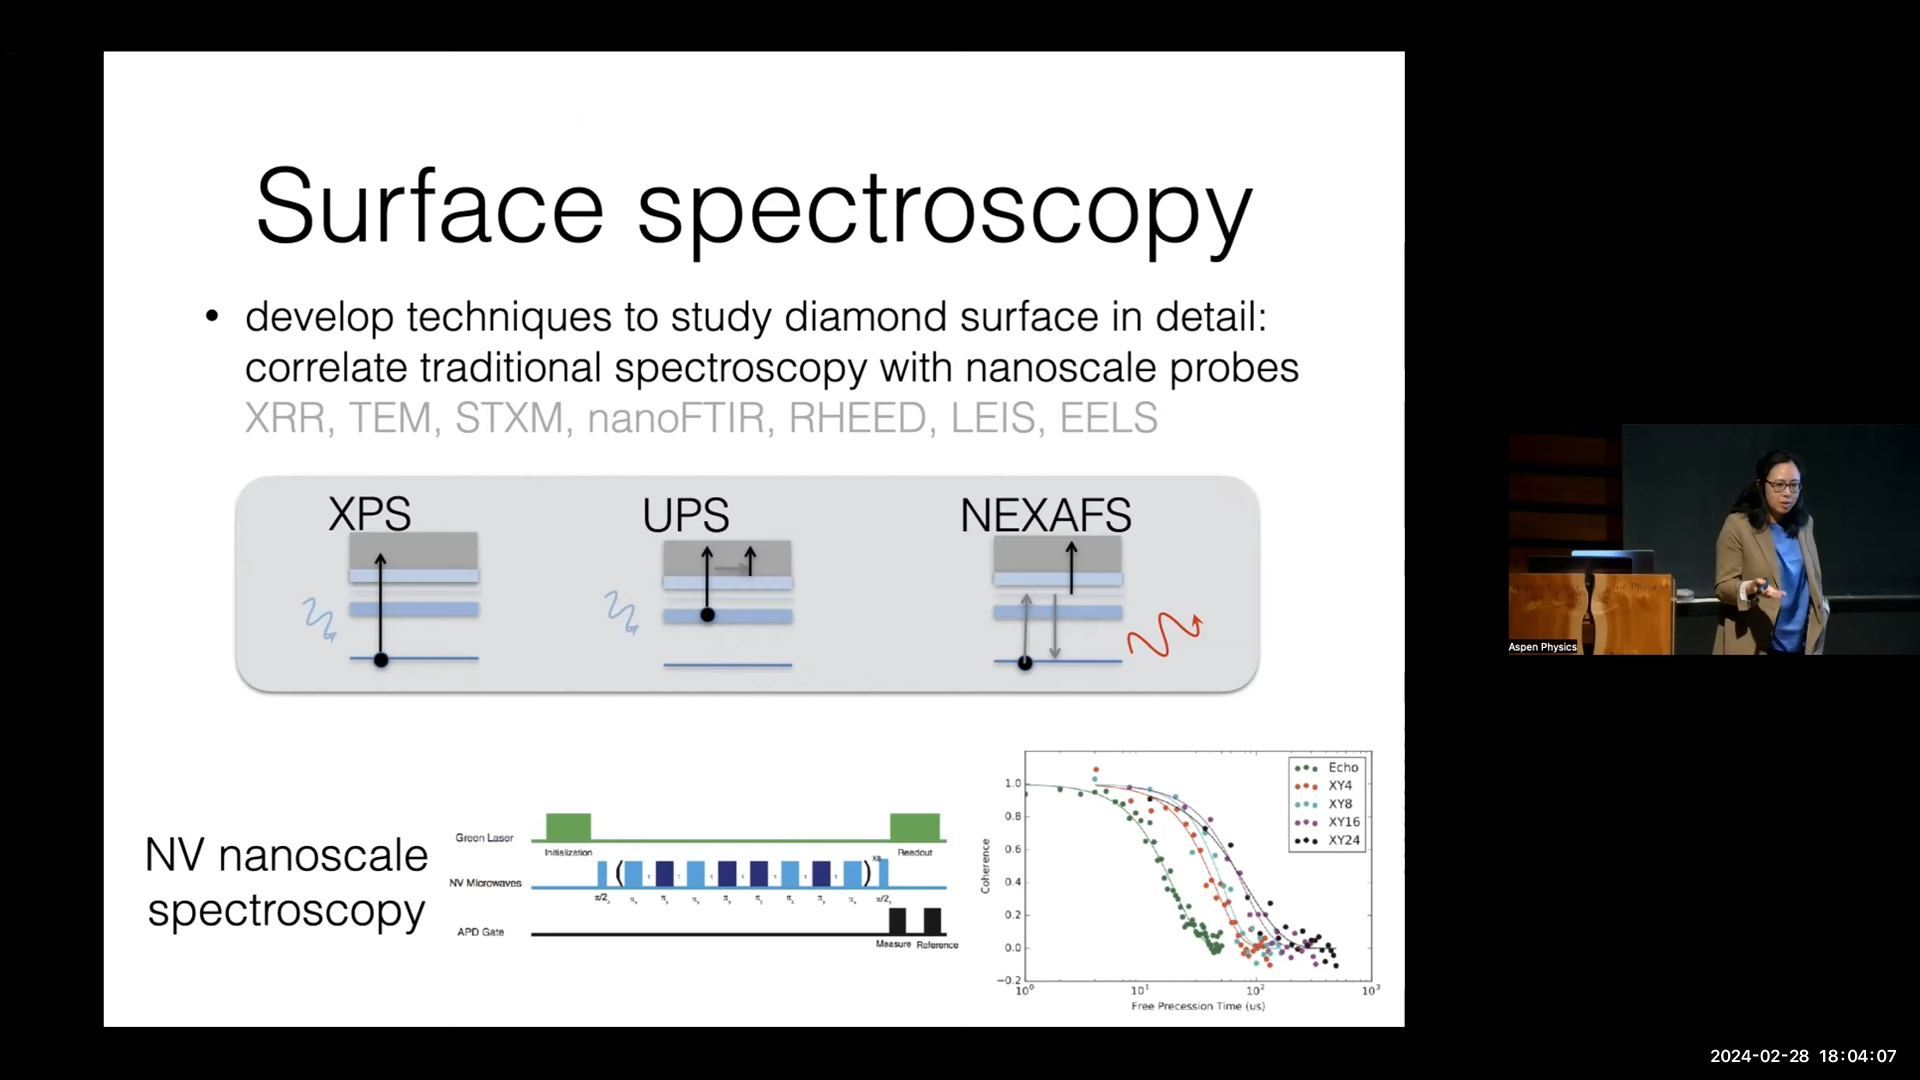 Surface spectroscopy
• develop techniques to study diamond surface in detail:
correlate traditional spectroscopy with nanoscale probes
XRR, TEM, STXM, nanoFTIR, RHEED, LEIS, EELS
XPS
UPS
NEXAFS
NV nanoscale
spectroscopy
Green Laser
Initialization
Readout
NV Microwaves
APD Gate
Measure
Reference
Echo
XY4
XY8
XY16
XY24
1.0
0.8
0.6
0.4
0.2
0.0
−0.2
Coherence
10⁰
10¹
10²
10³
Free Precession Time (us)
Aspen Physics
2024-02-28 18:04:07